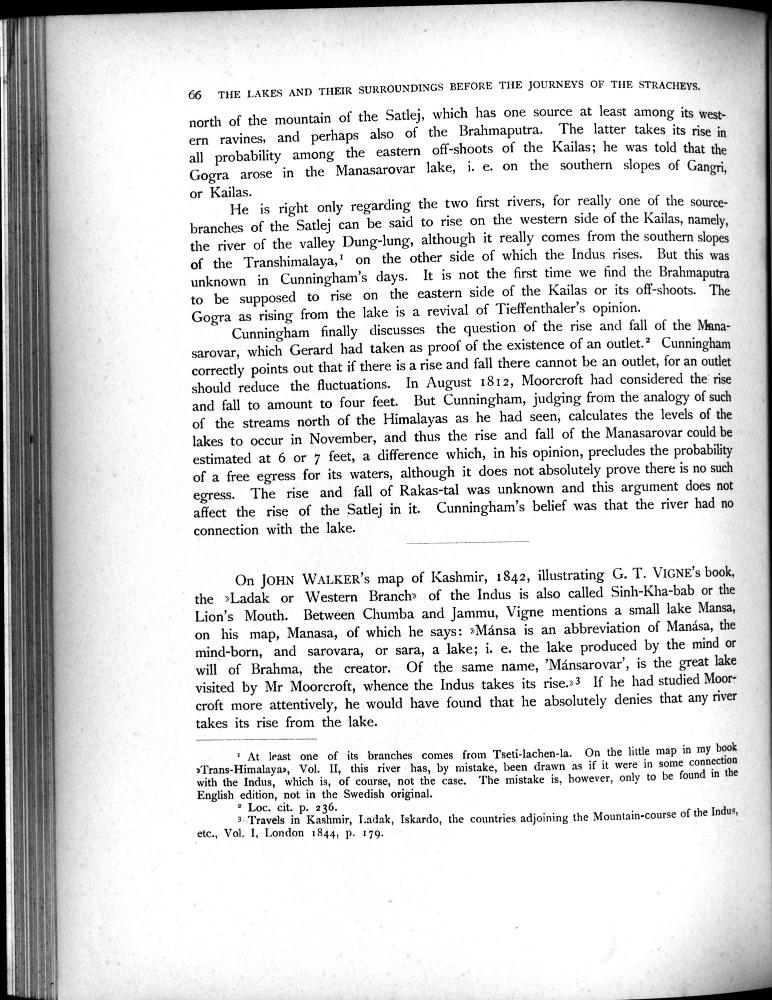 66 THE LAKES AND THEIR SURROUNDINGS BEFORE THE JOURNEYS OF THE STRACHEYS.
north of the mountain of the Satlej, which has one source at least among its west-
ern ravines, and perhaps also of the Brahmaputra. The latter takes its rise in
all probability among the eastern off-shoots of the Kailas; he was told that the
Gogra arose in the Manasarovar lake, i. e. on the southern slopes of Gangri,
or Kailas.
He is right only regarding the two first rivers, for really one of the source-
branches of the Satlej can be said to rise on the western side of the Kailas, namely,
the river of the valley Dung-lung, although it really comes from the southern slopes
of the Transhimalaya,¹ on the other side of which the Indus rises. But this was
unknown in Cunningham's days. It is not the first time we find the Brahmaputra
to be supposed to rise on the eastern side of the Kailas or its off-shoots. The
Gogra as rising from the lake is a revival of Tieffenthaler's opinion.
Cunningham finally discusses the question of the rise and fall of the Mana-
sarovar, which Gerard had taken as proof of the existence of an outlet.² Cunningham
correctly points out that if there is a rise and fall there cannot be an outlet, for an outlet
should reduce the fluctuations. In August 1812, Moorcroft had considered the rise
and fall to amount to four feet. But Cunningham, judging from the analogy of such
of the streams north of the Himalayas as he had seen, calculates the levels of the
lakes to occur in November, and thus the rise and fall of the Manasarovar could be
estimated at 6 or 7 feet, a difference which, in his opinion, precludes the probability
of a free egress for its waters, although it does not absolutely prove there is no such
egress. The rise and fall of Rakas-tal was unknown and this argument does not
affect the rise of the Satlej in it. Cunningham's belief was that the river had no
connection with the lake.
On JOHN WALKER's map of Kashmir, 1842, illustrating G. T. VIGNE's book,
the »Ladak or Western Branch» of the Indus is also called Sinh-Kha-bab or the
Lion's Mouth. Between Chumba and Jammu, Vigne mentions a small lake Mansa,
on his map, Manasa, of which he says: »Mánsa is an abbreviation of Manása, the
mind-born, and sarovara, or sara, a lake; i. e. the lake produced by the mind or
will of Brahma, the creator. Of the same name, 'Mánsarovar', is the great lake
visited by Mr Moorcroft, whence the Indus takes its rise.»³ If he had studied Moor-
croft more attentively, he would have found that he absolutely denies that any river
takes its rise from the lake.
¹ At least one of its branches comes from Tseti-lachen-la. On the little map in my book
»Trans-Himalaya», Vol. II, this river has, by mistake, been drawn as if it were in some connection
with the Indus, which is, of course, not the case. The mistake is, however, only to be found in the
English edition, not in the Swedish original.
² Loc. cit. p. 236.
³ Travels in Kashmir, Ladak, Iskardo, the countries adjoining the Mountain-course of the Indus,
etc., Vol. I, London 1844, p. 179.